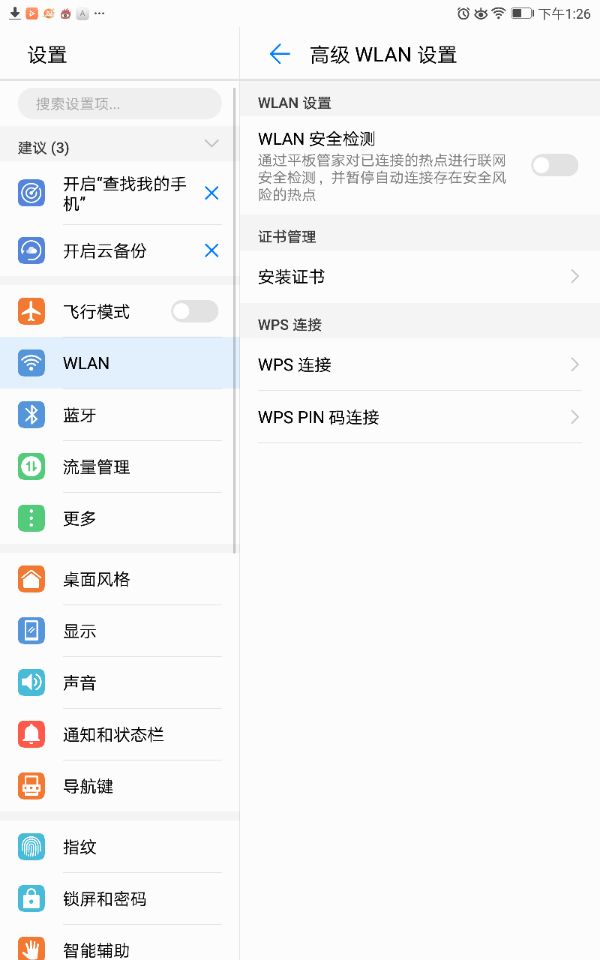 下午1:26
设置
搜索设置项...
建议 (3)
开启“查找我的手
机”
开启云备份
飞行模式
WLAN
蓝牙
流量管理
更多
桌面风格
显示
声音
通知和状态栏
导航键
指纹
锁屏和密码
智能辅助
高级 WLAN 设置
WLAN 设置
WLAN 安全检测
通过平板管家对已连接的热点进行联网
安全检测，并暂停自动连接存在安全风
险的热点
证书管理
安装证书
WPS 连接
WPS 连接
WPS PIN 码连接